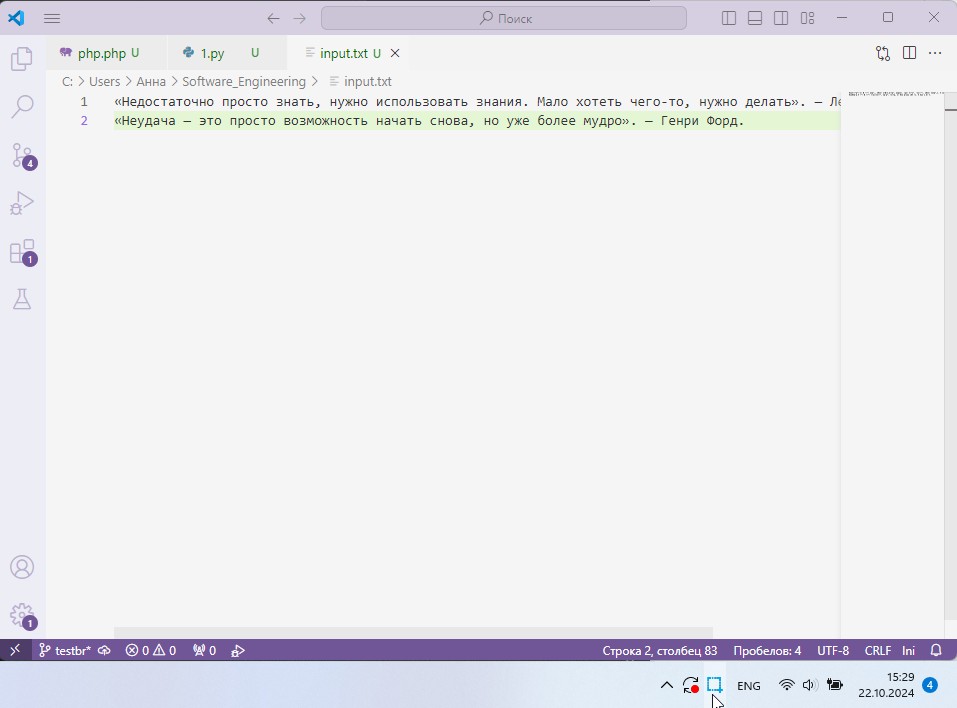 Поиск
php.php U
1.py U
input.txt U
C: > Users > Анна > Software_Engineering > input.txt
1 «Недостаточно просто знать, нужно использовать знания. Мало хотеть чего-то, нужно делать». — Ле
2 «Неудача — это просто возможность начать снова, но уже более мудро». — Генри Форд.
4
1
1
testbr* 0 0 0 Строка 2, столбец 83 Пробелов: 4 UTF-8 CRLF Ini
ENG 15:29 4
22.10.2024